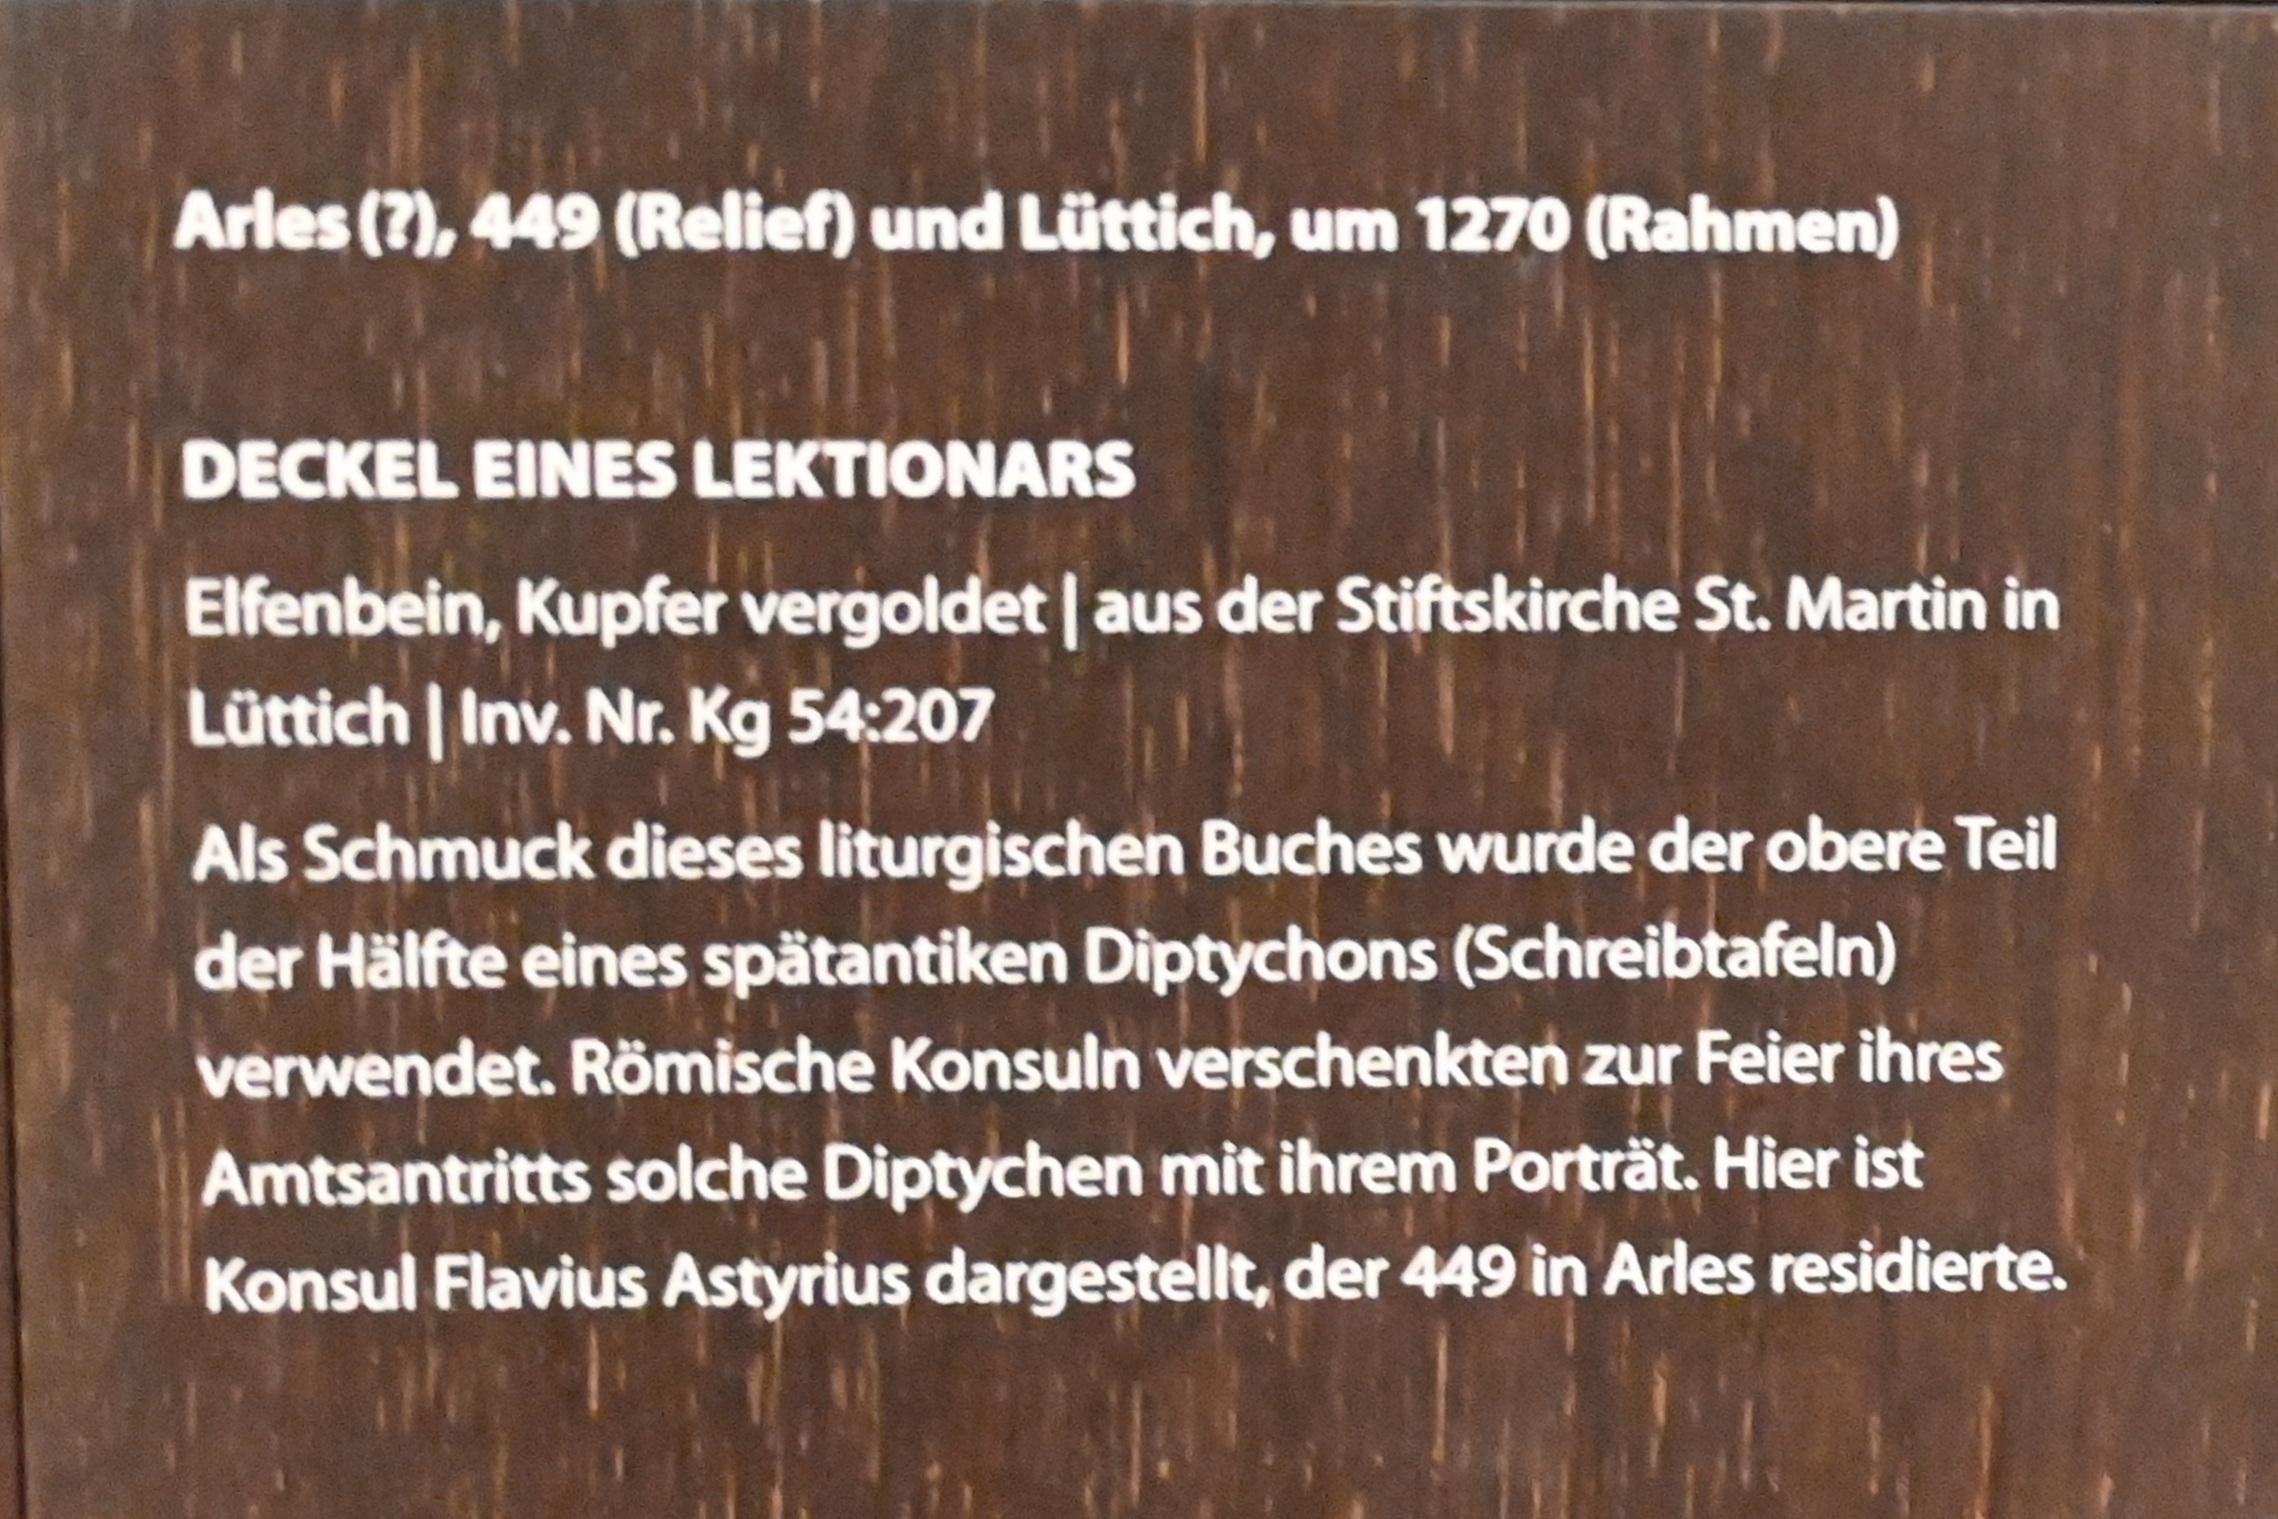 Arles (?), 449 (Relief) und Lüttich, um 1270 (Rahmen)
DECKEL EINES LEKTIONARS
Elfenbein, Kupfer vergoldet | aus der Stiftskirche St. Martin in
Lüttich | Inv. Nr. Kg 54:207
Als Schmuck dieses liturgischen Buches wurde der obere Teil
der Hälfte eines spätantiken Diptychons (Schreibtafeln)
verwendet. Römische Konsuln verschenkten zur Feier ihres
Amtsantritts solche Diptychen mit ihrem Porträt. Hier ist
Konsul Flavius Astyrius dargestellt, der 449 in Arles residierte.